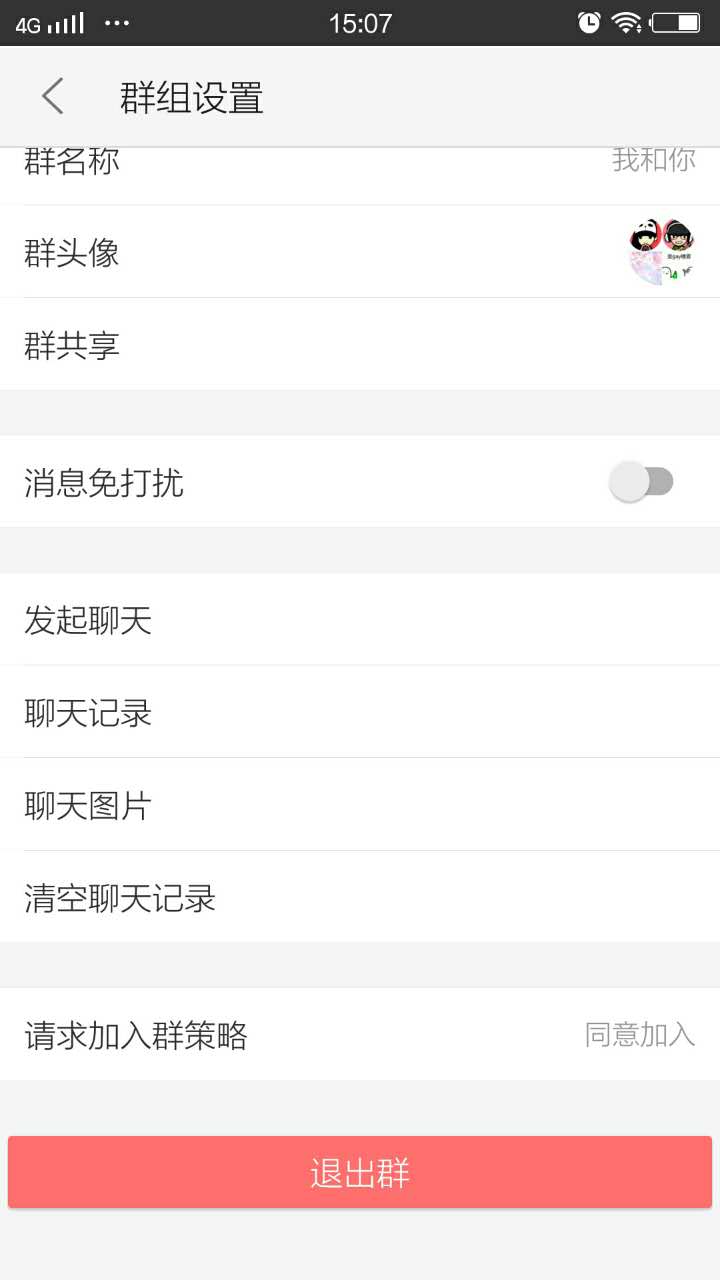 4G 15:07
群组设置
群名称 我和你
群头像
群共享
消息免打扰
发起聊天
聊天记录
聊天图片
清空聊天记录
请求加入群策略 同意加入
退出群